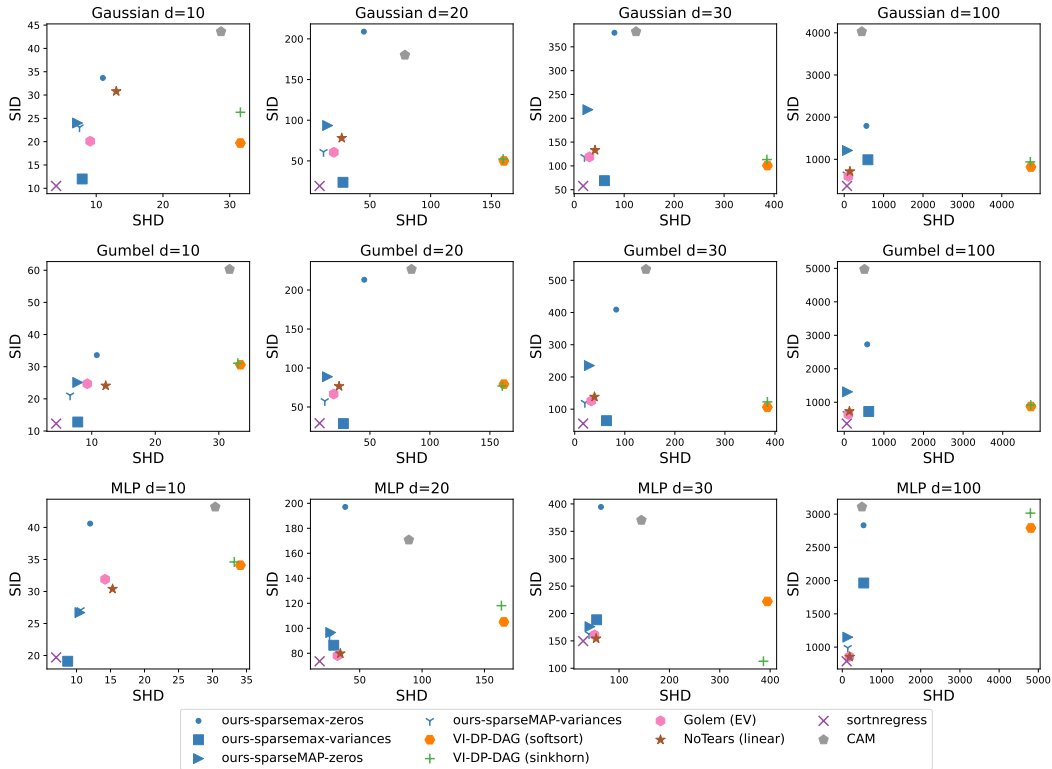 Gaussian d=10
Gaussian d=20
Gaussian d=30
Gaussian d=100
45
40
35
30
25
20
15
10
SID
10
20
30
SHD
200
150
100
50
SID
50
100
150
SHD
350
300
250
200
150
100
50
SID
0
100
200
300
400
SHD
4000
3000
2000
1000
SID
0
1000
2000
3000
4000
SHD
Gumbel d=10
Gumbel d=20
Gumbel d=30
Gumbel d=100
60
50
40
30
20
10
SID
10
20
30
SHD
200
150
100
50
SID
50
100
150
SHD
500
400
300
200
100
SID
0
100
200
300
400
SHD
5000
4000
3000
2000
1000
SID
0
1000
2000
3000
4000
SHD
MLP d=10
MLP d=20
MLP d=30
MLP d=100
40
35
30
25
20
SID
10
15
20
25
30
35
SHD
200
180
160
140
120
100
80
SID
50
100
150
SHD
400
350
300
250
200
150
100
SID
100
200
300
400
SHD
3000
2500
2000
1500
1000
SID
0
1000
2000
3000
4000
5000
SHD
ours-sparsemax-zeros
ours-sparsemax-variances
ours-sparseMAP-zeros
ours-sparseMAP-variances
VI-DP-DAG (softsort)
VI-DP-DAG (sinkhorn)
Golem (EV)
NoTears (linear)
sortnregress
CAM